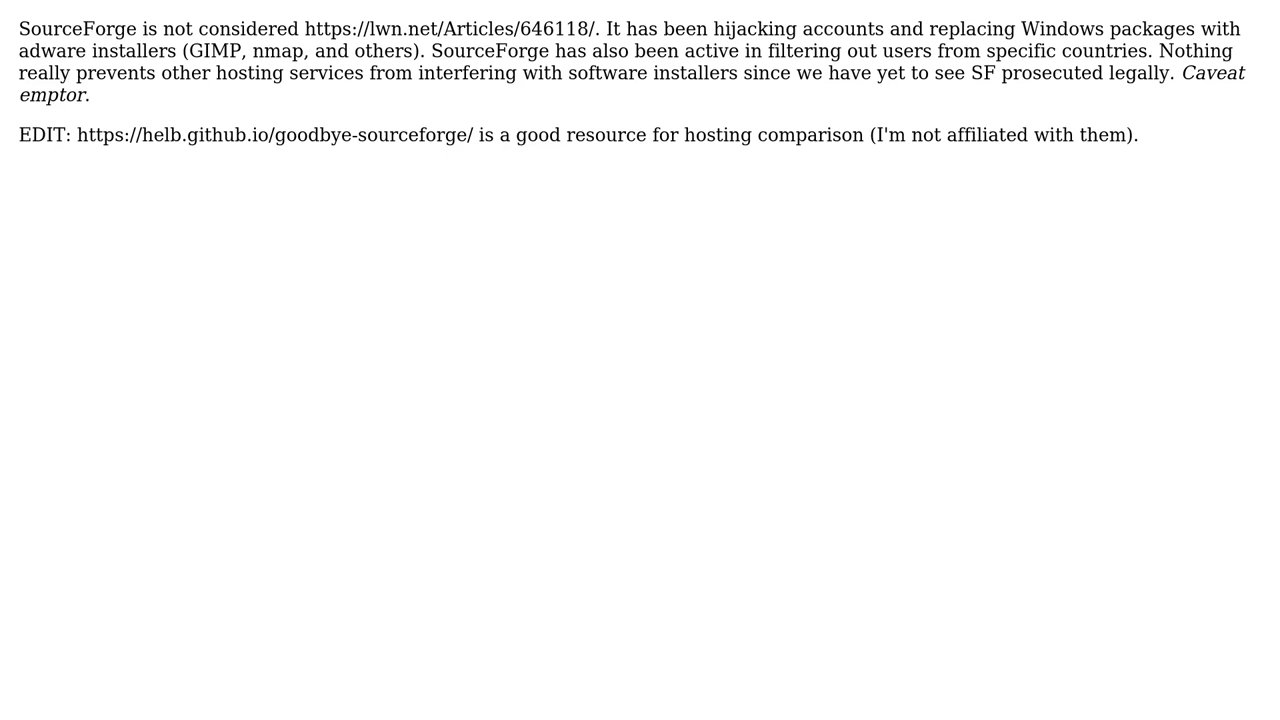 SourceForge is not considered https://lwn.net/Articles/646118/. It has been hijacking accounts and replacing Windows packages with
adware installers (GIMP, nmap, and others). SourceForge has also been active in filtering out users from specific countries. Nothing
really prevents other hosting services from interfering with software installers since we have yet to see SF prosecuted legally. Caveat
emptor.
EDIT: https://helb.github.io/goodbye-sourceforge/ is a good resource for hosting comparison (I'm not affiliated with them).